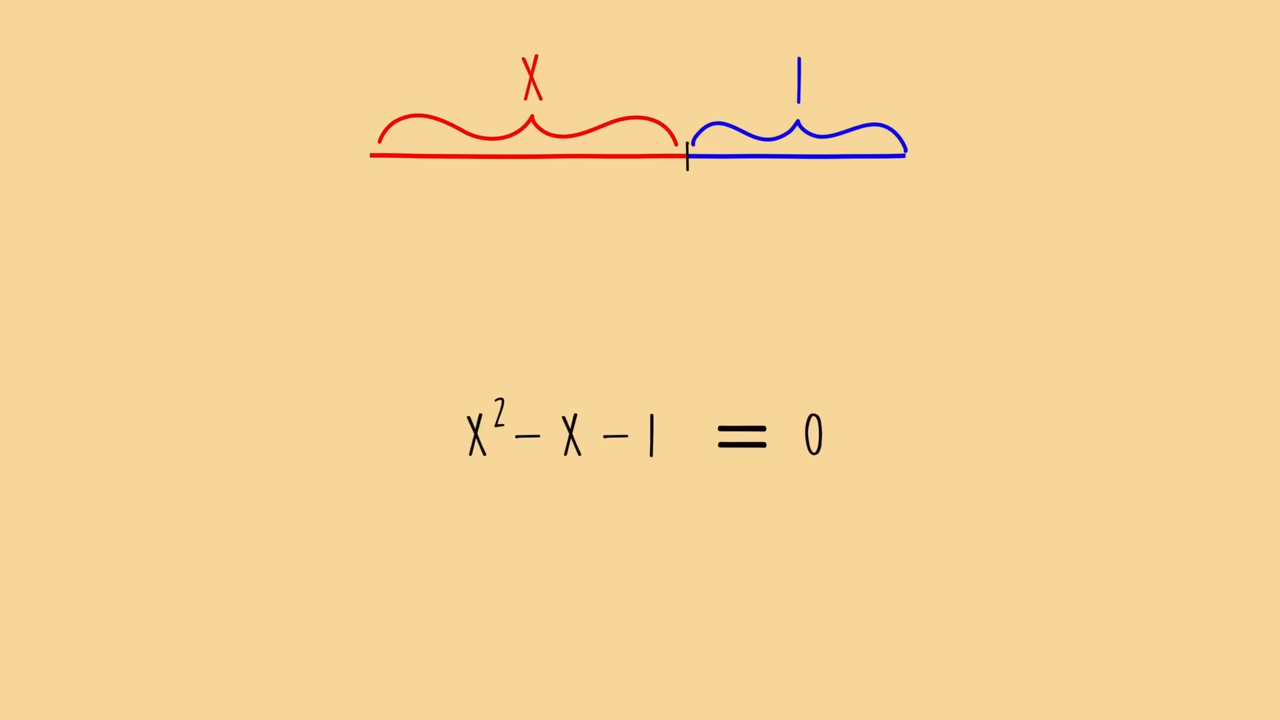 X 1
X² – X – 1 = 0